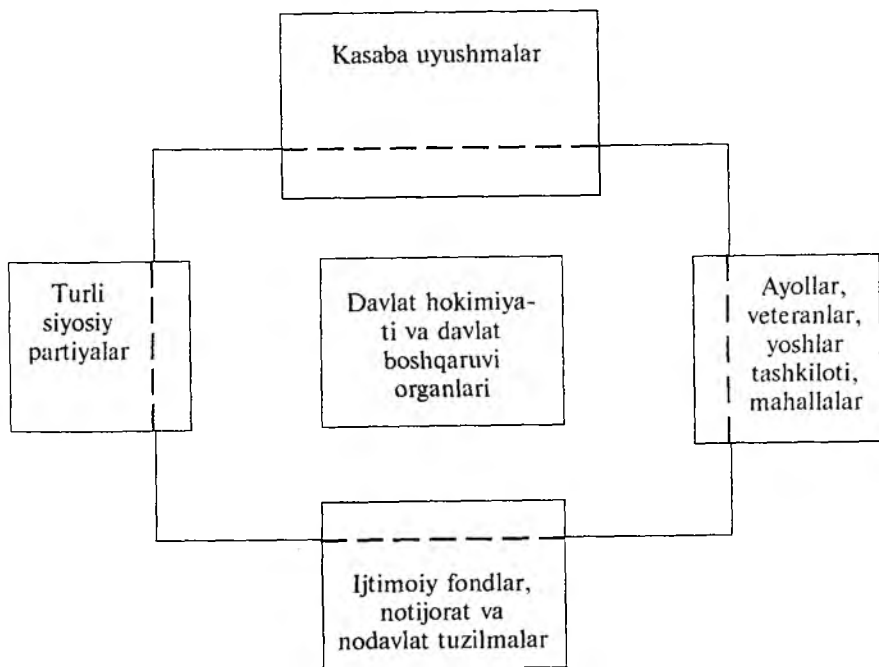 Kasaba uyushmalar
Turli
siyosiy
partiyalar
Davlat hokimiya-
ti va davlat
boshqaruvi
organlari
Ayollar,
veteranlar,
yoshlar
tashkiloti,
mahallalar
Ijtimoiy fondlar,
notijorat va
nodavlat tuzilmalar